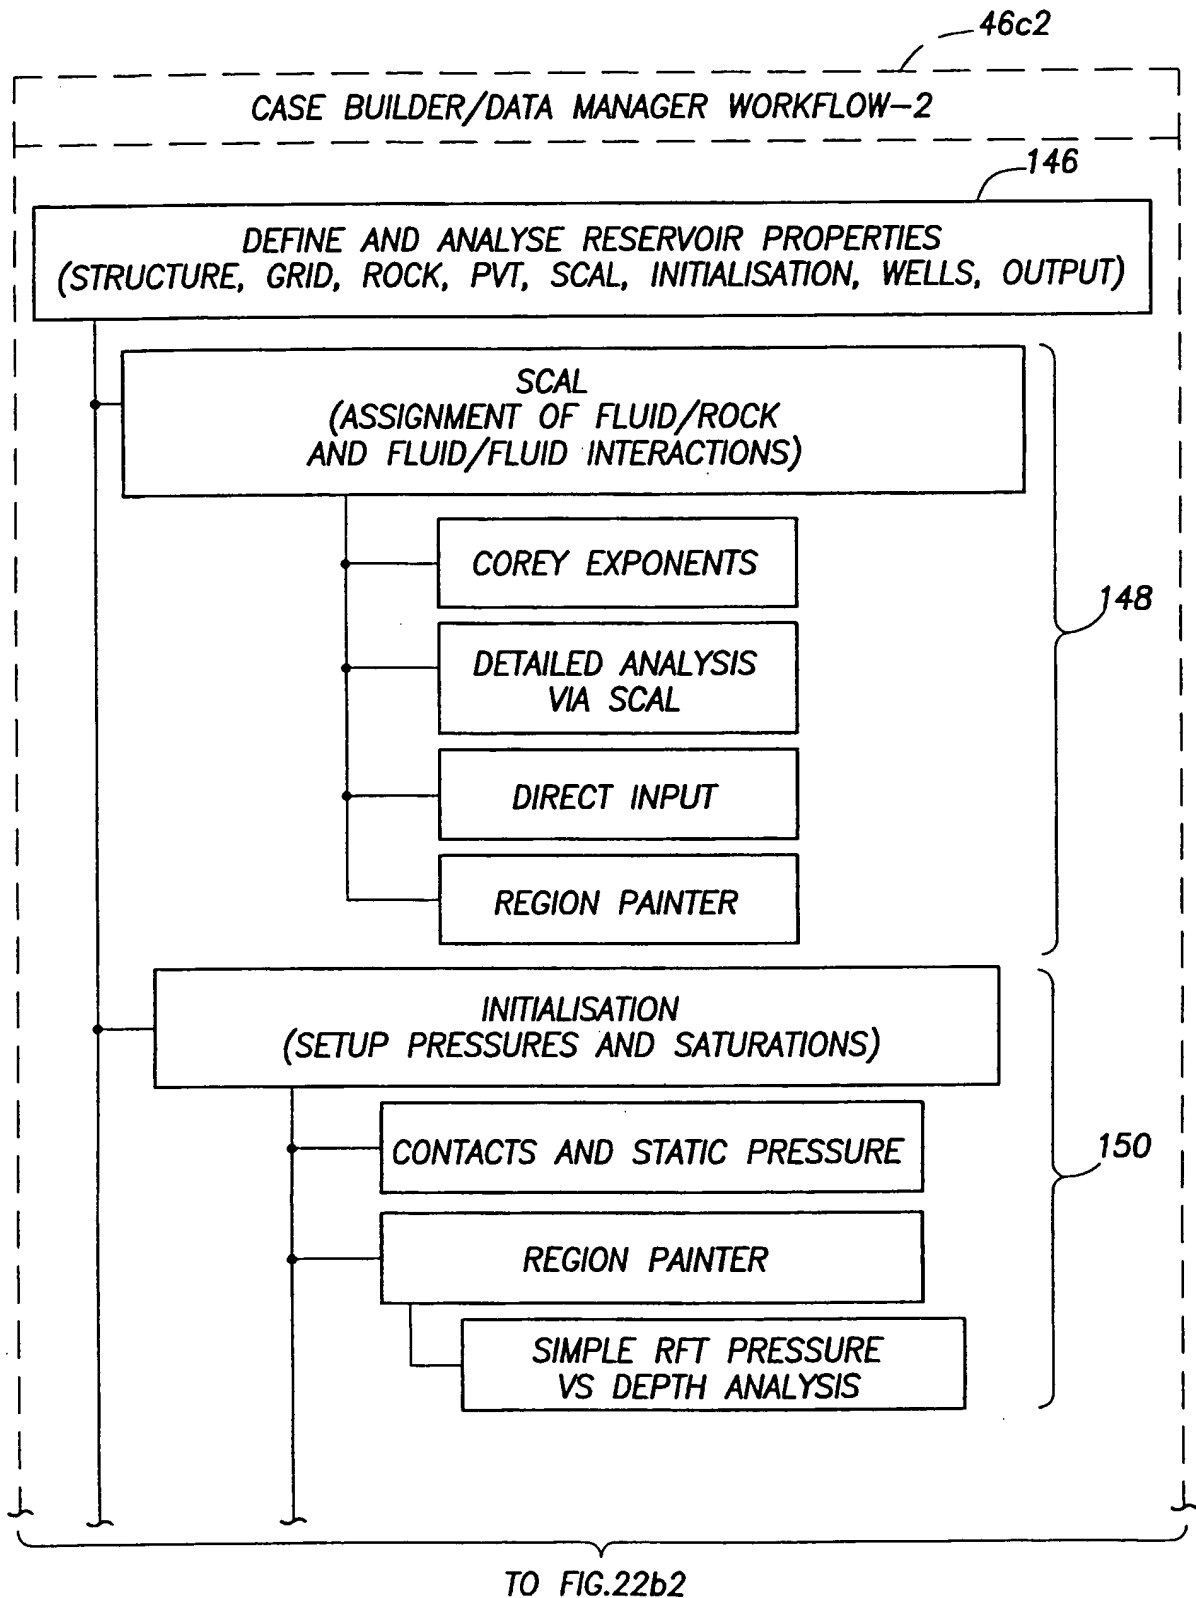 46c2
CASE BUILDER/DATA MANAGER WORKFLOW-2
146
DEFINE AND ANALYSE RESERVOIR PROPERTIES
(STRUCTURE, GRID, ROCK, PVT, SCAL, INITIALISATION, WELLS, OUTPUT)
SCAL
(ASSIGNMENT OF FLUID/ROCK
AND FLUID/FLUID INTERACTIONS)
COREY EXPONENTS
148
DETAILED ANALYSIS
VIA SCAL
DIRECT INPUT
REGION PAINTER
INITIALISATION
(SETUP PRESSURES AND SATURATIONS)
CONTACTS AND STATIC PRESSURE
150
REGION PAINTER
SIMPLE RFT PRESSURE
VS DEPTH ANALYSIS
TO FIG.22b2